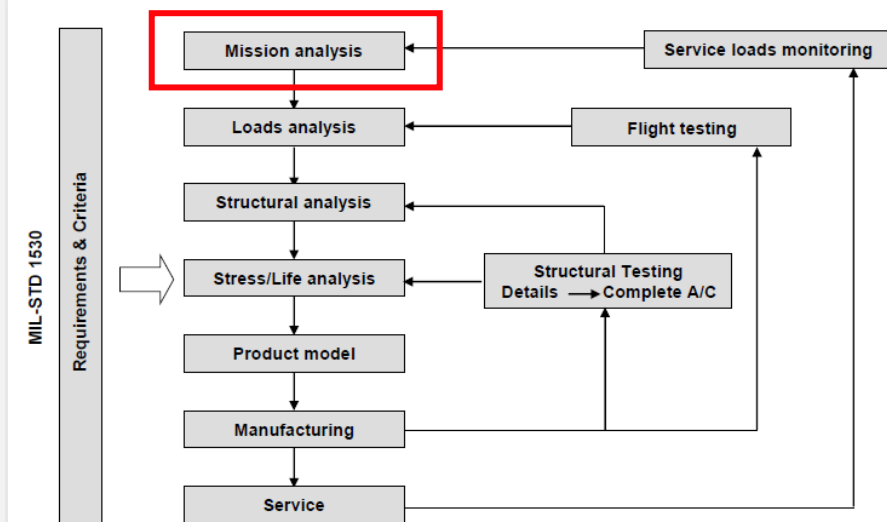 Mission analysis
Service loads monitoring
Loads analysis
Flight testing
Structural analysis
MIL-STD 1530
Requirements & Criteria
Stress/Life analysis
Structural Testing
Details → Complete A/C
Product model
Manufacturing
Service